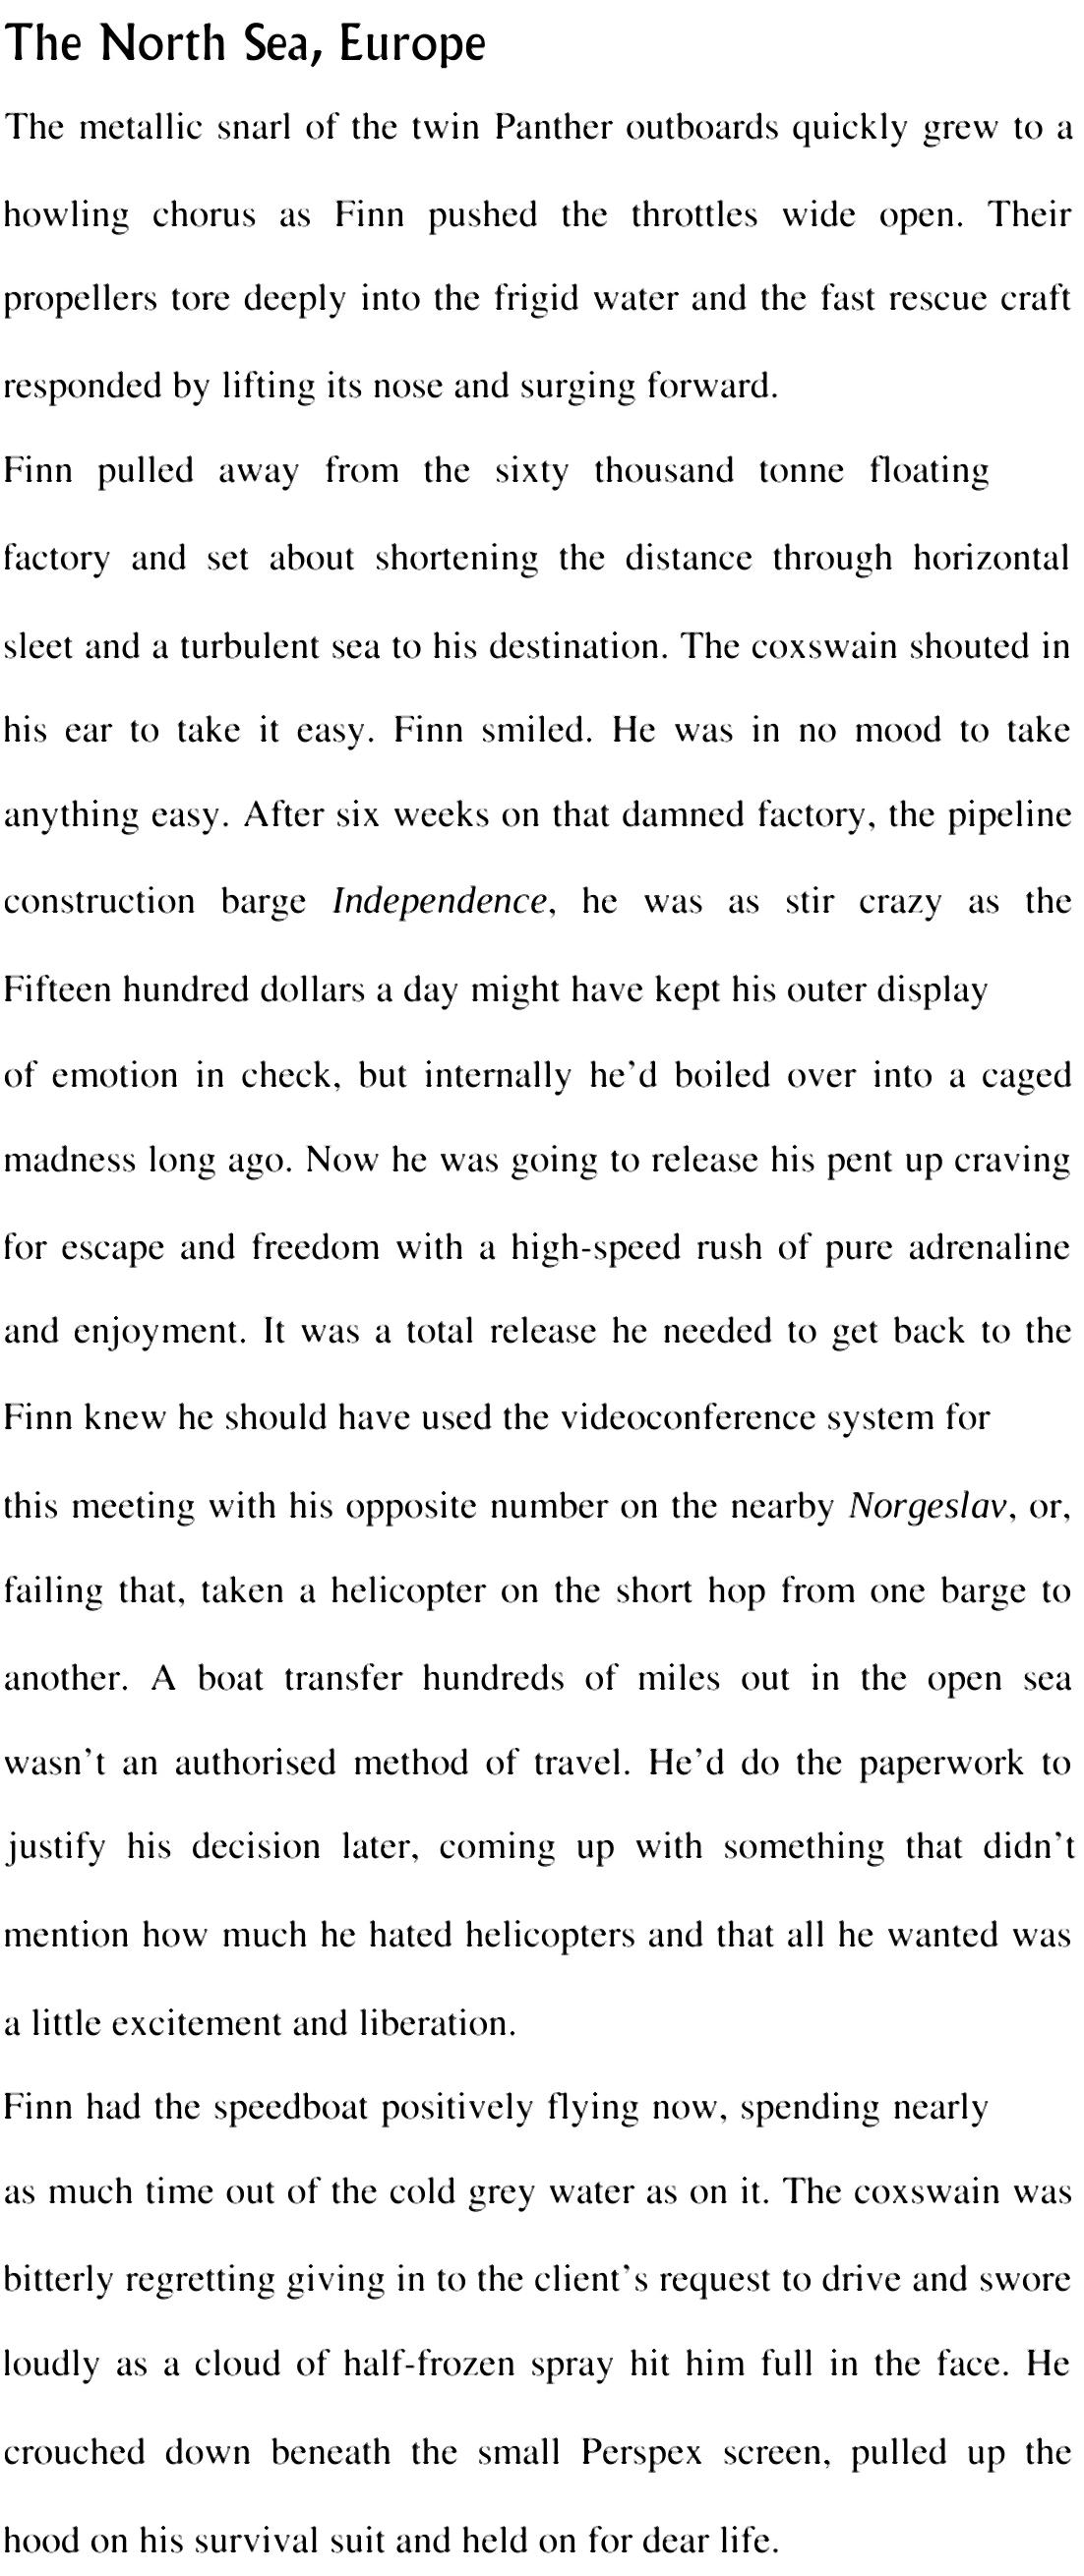 The North Sea, Europe
The metallic snarl of the twin Panther outboards quickly grew to a
howling chorus as Finn pushed the throttles wide open. Their
propellers tore deeply into the frigid water and the fast rescue craft
responded by lifting its nose and surging forward.
Finn pulled away from the sixty thousand tonne floating
factory and set about shortening the distance through horizontal
sleet and a turbulent sea to his destination. The coxswain shouted in
his ear to take it easy. Finn smiled. He was in no mood to take
anything easy. After six weeks on that damned factory, the pipeline
construction barge Independence, he was as stir crazy as the
Fifteen hundred dollars a day might have kept his outer display
of emotion in check, but internally he’d boiled over into a caged
madness long ago. Now he was going to release his pent up craving
for escape and freedom with a high-speed rush of pure adrenaline
and enjoyment. It was a total release he needed to get back to the
Finn knew he should have used the videoconference system for
this meeting with his opposite number on the nearby Norgeslav, or,
failing that, taken a helicopter on the short hop from one barge to
another. A boat transfer hundreds of miles out in the open sea
wasn’t an authorised method of travel. He’d do the paperwork to
justify his decision later, coming up with something that didn’t
mention how much he hated helicopters and that all he wanted was
a little excitement and liberation.
Finn had the speedboat positively flying now, spending nearly
as much time out of the cold grey water as on it. The coxswain was
bitterly regretting giving in to the client’s request to drive and swore
loudly as a cloud of half-frozen spray hit him full in the face. He
crouched down beneath the small Perspex screen, pulled up the
hood on his survival suit and held on for dear life.